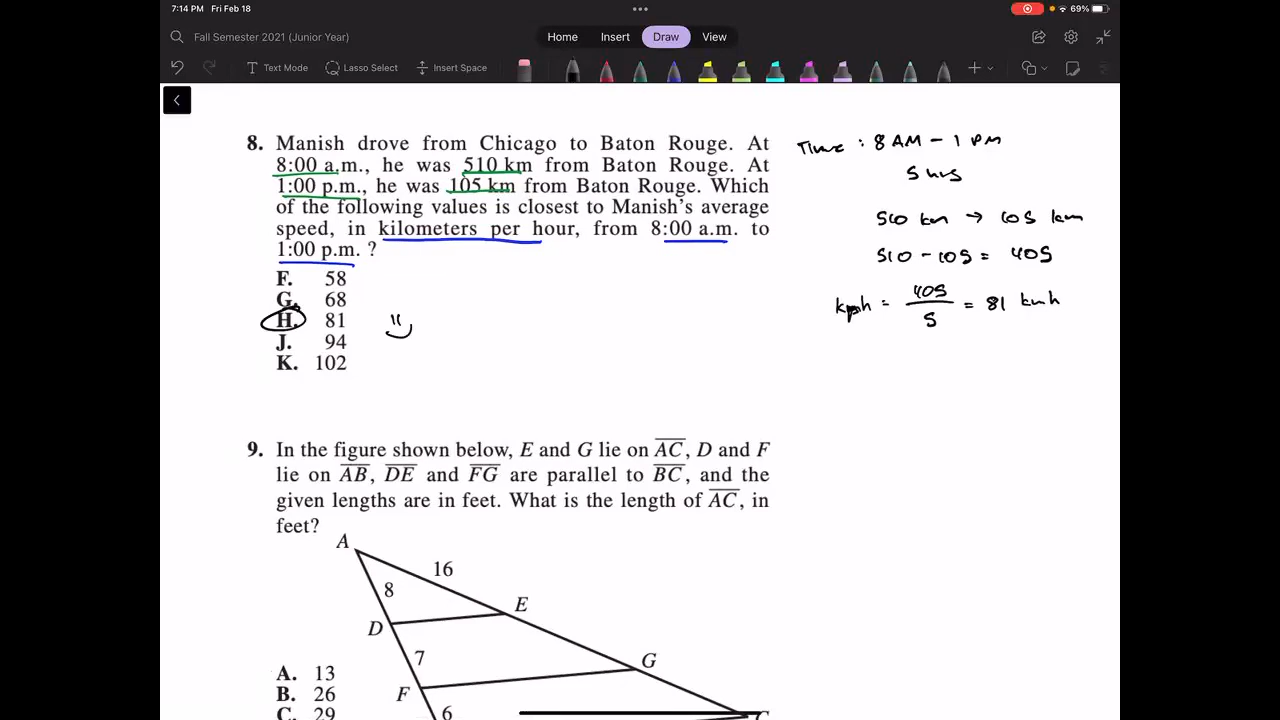 7:14 PM Fri Feb 18
69%
Fall Semester 2021 (Junior Year)
Home Insert Draw View
Text Mode Lasso Select Insert Space
8. Manish drove from Chicago to Baton Rouge. At
8:00 a.m., he was 510 km from Baton Rouge. At
1:00 p.m., he was 105 km from Baton Rouge. Which
of the following values is closest to Manish's average
speed, in kilometers per hour, from 8:00 a.m. to
1:00 p.m. ?
F. 58
G. 68
H. 81
J. 94
K. 102
Time : 8 AM - 1 PM
5 hrs
510 km → 105 km
510 - 105 = 405
kph = 405/5 = 81 kmh
9. In the figure shown below, E and G lie on AC, D and F
lie on AB, DE and FG are parallel to BC, and the
given lengths are in feet. What is the length of AC, in
feet?
A
16
8
E
D
7
G
F
6
C
A. 13
B. 26
C. 29